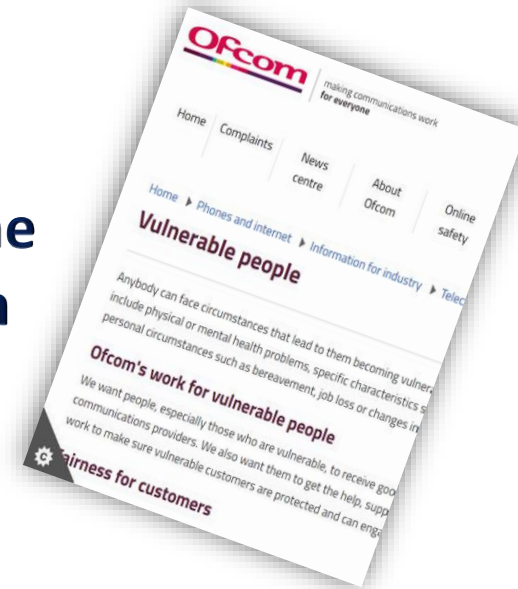 Ofcom
making communications work
for everyone
Home
Complaints
News
centre
About
Ofcom
Online
safety
Home
Phones and internet
Information for industry
Vulnerable people
Anybody can face circumstances that lead to them becoming
include physical or mental health problems, specific characteristics
personal circumstances such as bereavement, job loss or changes in
Ofcom's work for vulnerable people
We want people, especially those who are vulnerable, to receive
communications providers. We also want them to get the help,
work to make sure vulnerable customers are protected and can
Fairness for customers